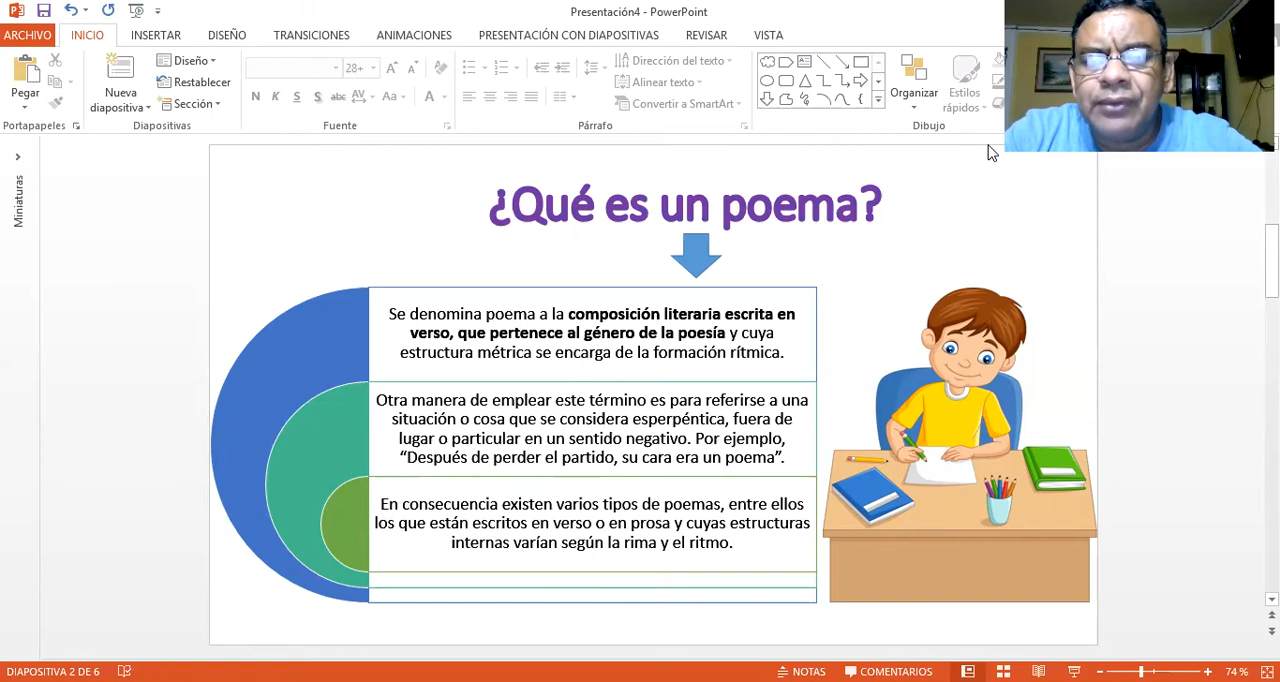 Presentación4 - PowerPoint
ARCHIVO INICIO INSERTAR DISEÑO TRANSICIONES ANIMACIONES PRESENTACIÓN CON DIAPOSITIVAS REVISAR VISTA
Pegar
Nueva
diapositiva
Diseño
Restablecer
Sección
28+
N K S S abc AV Aa A
Dirección del texto
Alinear texto
Convertir a SmartArt
Organizar
Estilos
rápidos
Portapapeles Diapositivas Fuente Párrafo Dibujo
Miniaturas
¿Qué es un poema?
Se denomina poema a la composición literaria escrita en
verso, que pertenece al género de la poesía y cuya
estructura métrica se encarga de la formación rítmica.
Otra manera de emplear este término es para referirse a una
situación o cosa que se considera esperpéntica, fuera de
lugar o particular en un sentido negativo. Por ejemplo,
“Después de perder el partido, su cara era un poema”.
En consecuencia existen varios tipos de poemas, entre ellos
los que están escritos en verso o en prosa y cuyas estructuras
internas varían según la rima y el ritmo.
DIAPOSITIVA 2 DE 6 NOTAS COMENTARIOS 74 %